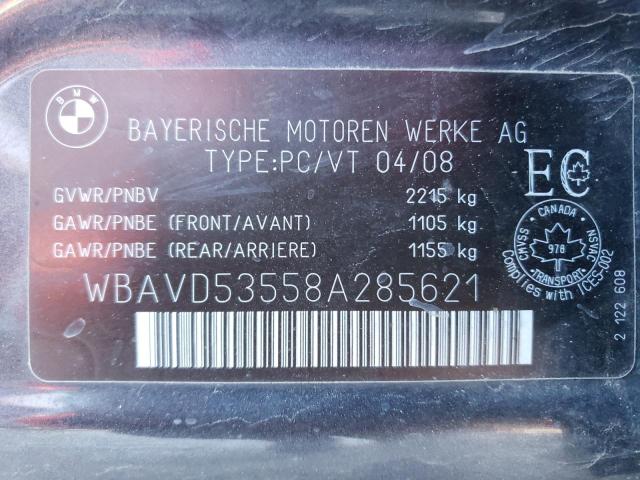 BMW
BAYERISCHE MOTOREN WERKE AG
TYPE:PC/VT 04/08
EC
GVWR/PNBV 2215 kg
GAWR/PNBE (FRONT/AVANT) 1105 kg
GAWR/PNBE (REAR/ARRIERE) 1155 kg
CANADA
CMVSS
978
NSVAC
TRANSPORT
Complies with ICES-002
WBAVD53558A285621
2 122 608